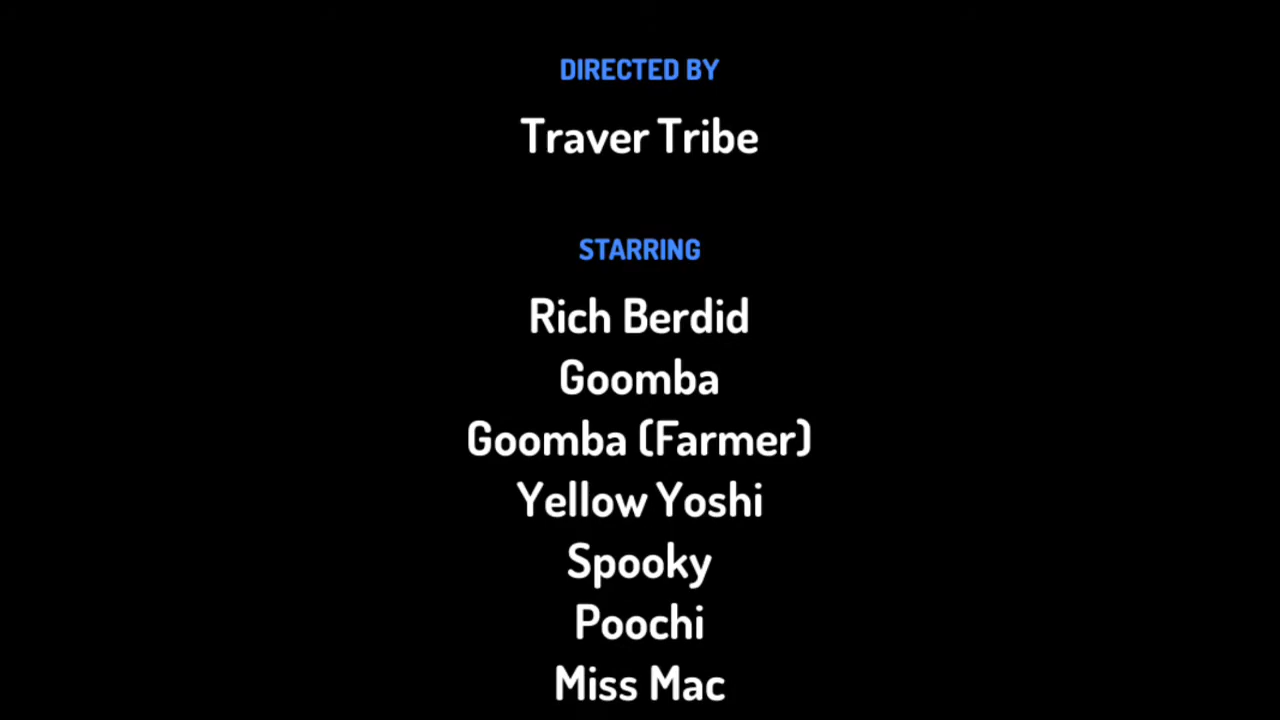 DIRECTED BY
Traver Tribe
STARRING
Rich Berdid
Goomba
Goomba (Farmer)
Yellow Yoshi
Spooky
Poochi
Miss Mac